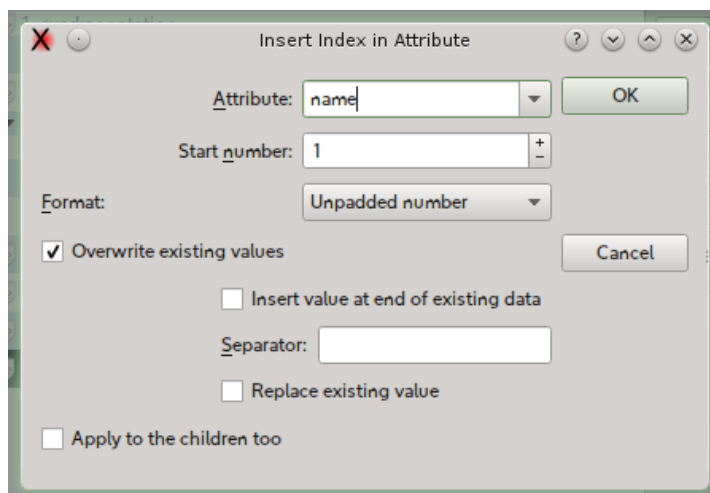 Insert Index in Attribute
Attribute: name OK
Start number: 1
Format: Unpadded number
Overwrite existing values Cancel
Insert value at end of existing data
Separator:
Replace existing value
Apply to the children too